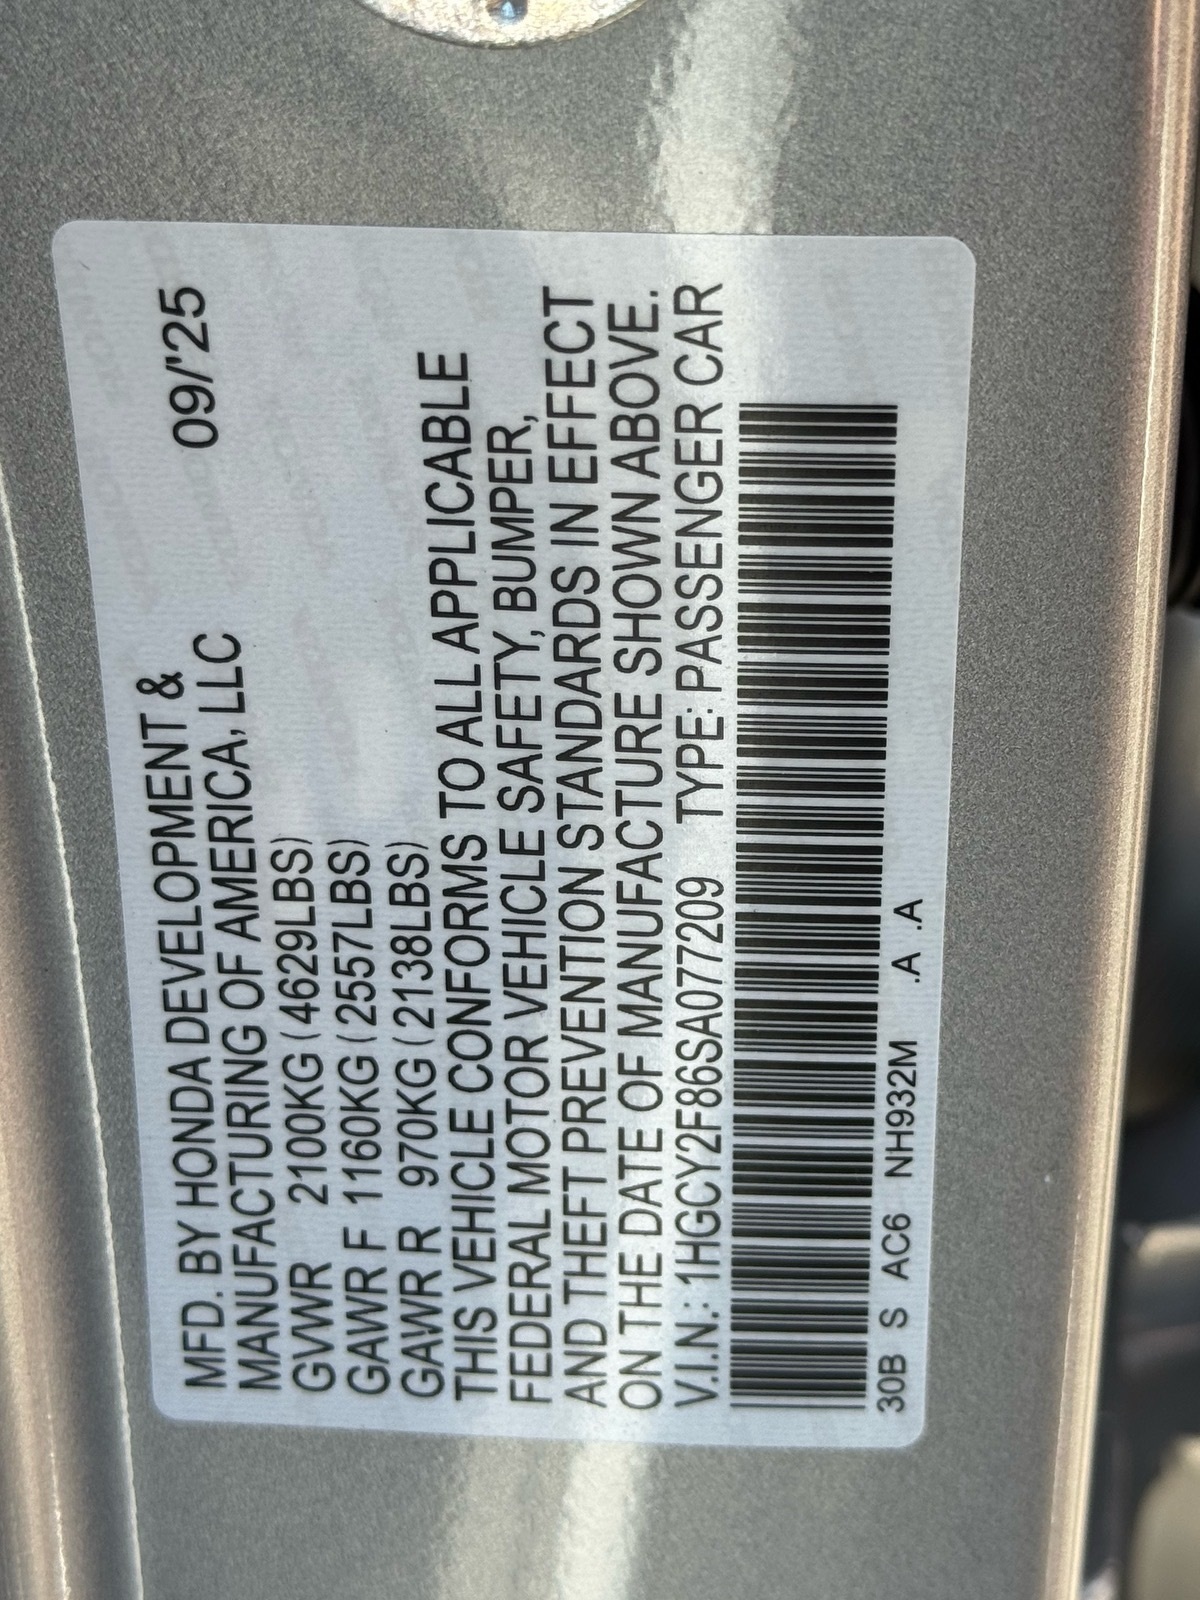 MFD. BY HONDA DEVELOPMENT &
MANUFACTURING OF AMERICA, LLC 09/'25
GVWR 2100KG (4629LBS)
GAWR F 1160KG (2557LBS)
GAWR R 970KG (2138LBS)
THIS VEHICLE CONFORMS TO ALL APPLICABLE
FEDERAL MOTOR VEHICLE SAFETY, BUMPER,
AND THEFT PREVENTION STANDARDS IN EFFECT
ON THE DATE OF MANUFACTURE SHOWN ABOVE.
V.I.N.: 1HGCY2F86SA077209 TYPE: PASSENGER CAR
30B S AC6 NH932M .A .A